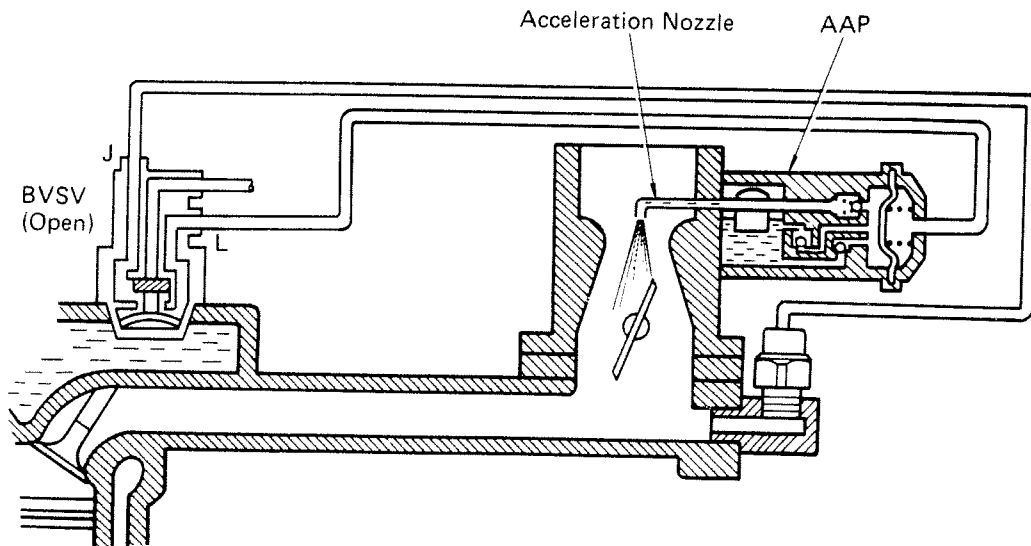 Acceleration Nozzle
AAP
J
BVSV
(Open)
L